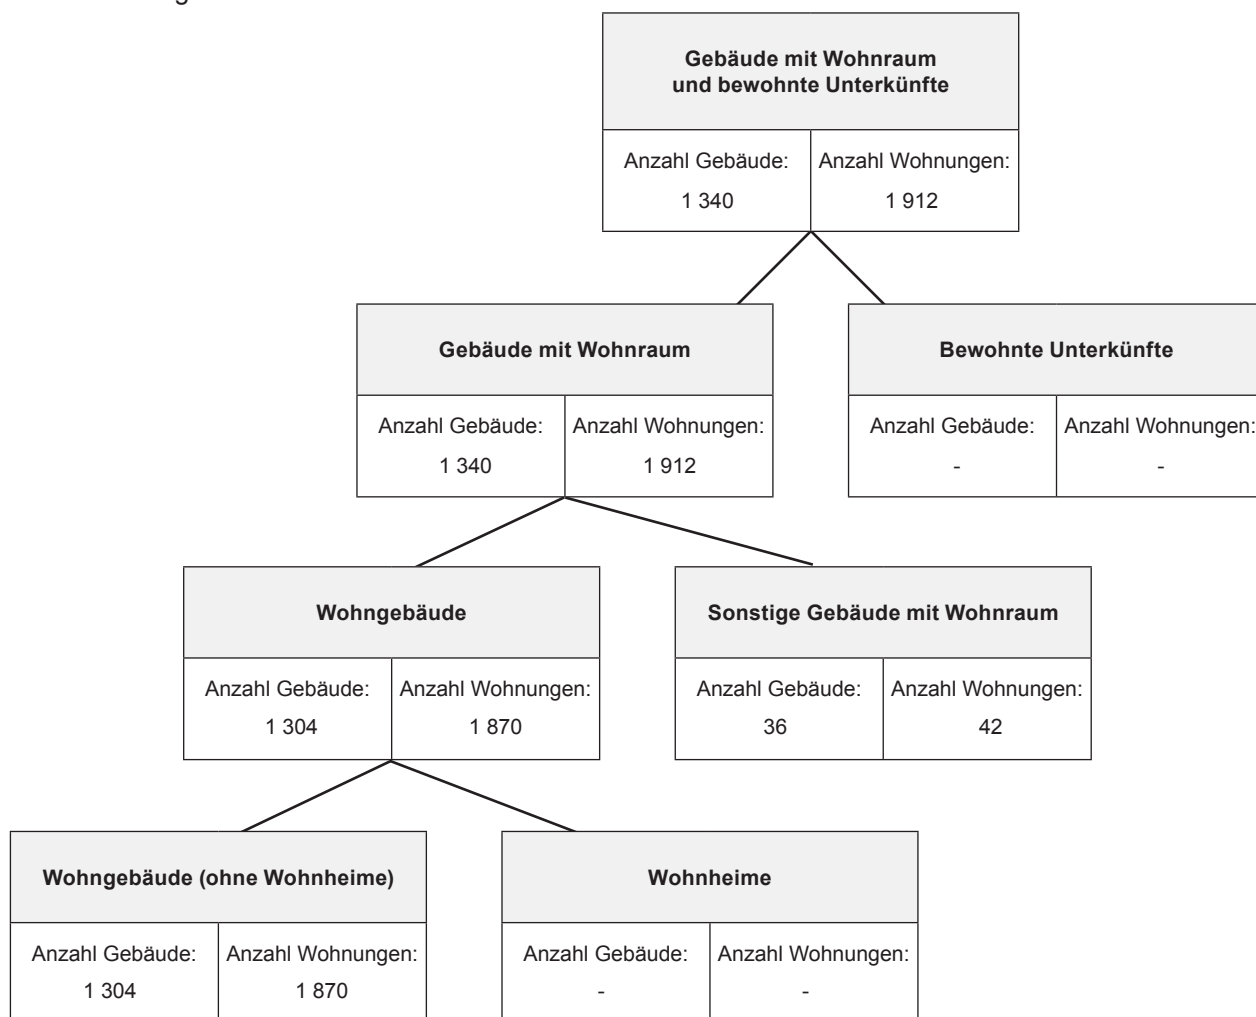 Gebäude mit Wohnraum
und bewohnte Unterkünfte
Anzahl Gebäude:
1 340
Anzahl Wohnungen:
1 912
Gebäude mit Wohnraum
Anzahl Gebäude:
1 340
Anzahl Wohnungen:
1 912
Bewohnte Unterkünfte
Anzahl Gebäude:
-
Anzahl Wohnungen:
-
Wohngebäude
Anzahl Gebäude:
1 304
Anzahl Wohnungen:
1 870
Sonstige Gebäude mit Wohnraum
Anzahl Gebäude:
36
Anzahl Wohnungen:
42
Wohngebäude (ohne Wohnheime)
Anzahl Gebäude:
1 304
Anzahl Wohnungen:
1 870
Wohnheime
Anzahl Gebäude:
-
Anzahl Wohnungen:
-